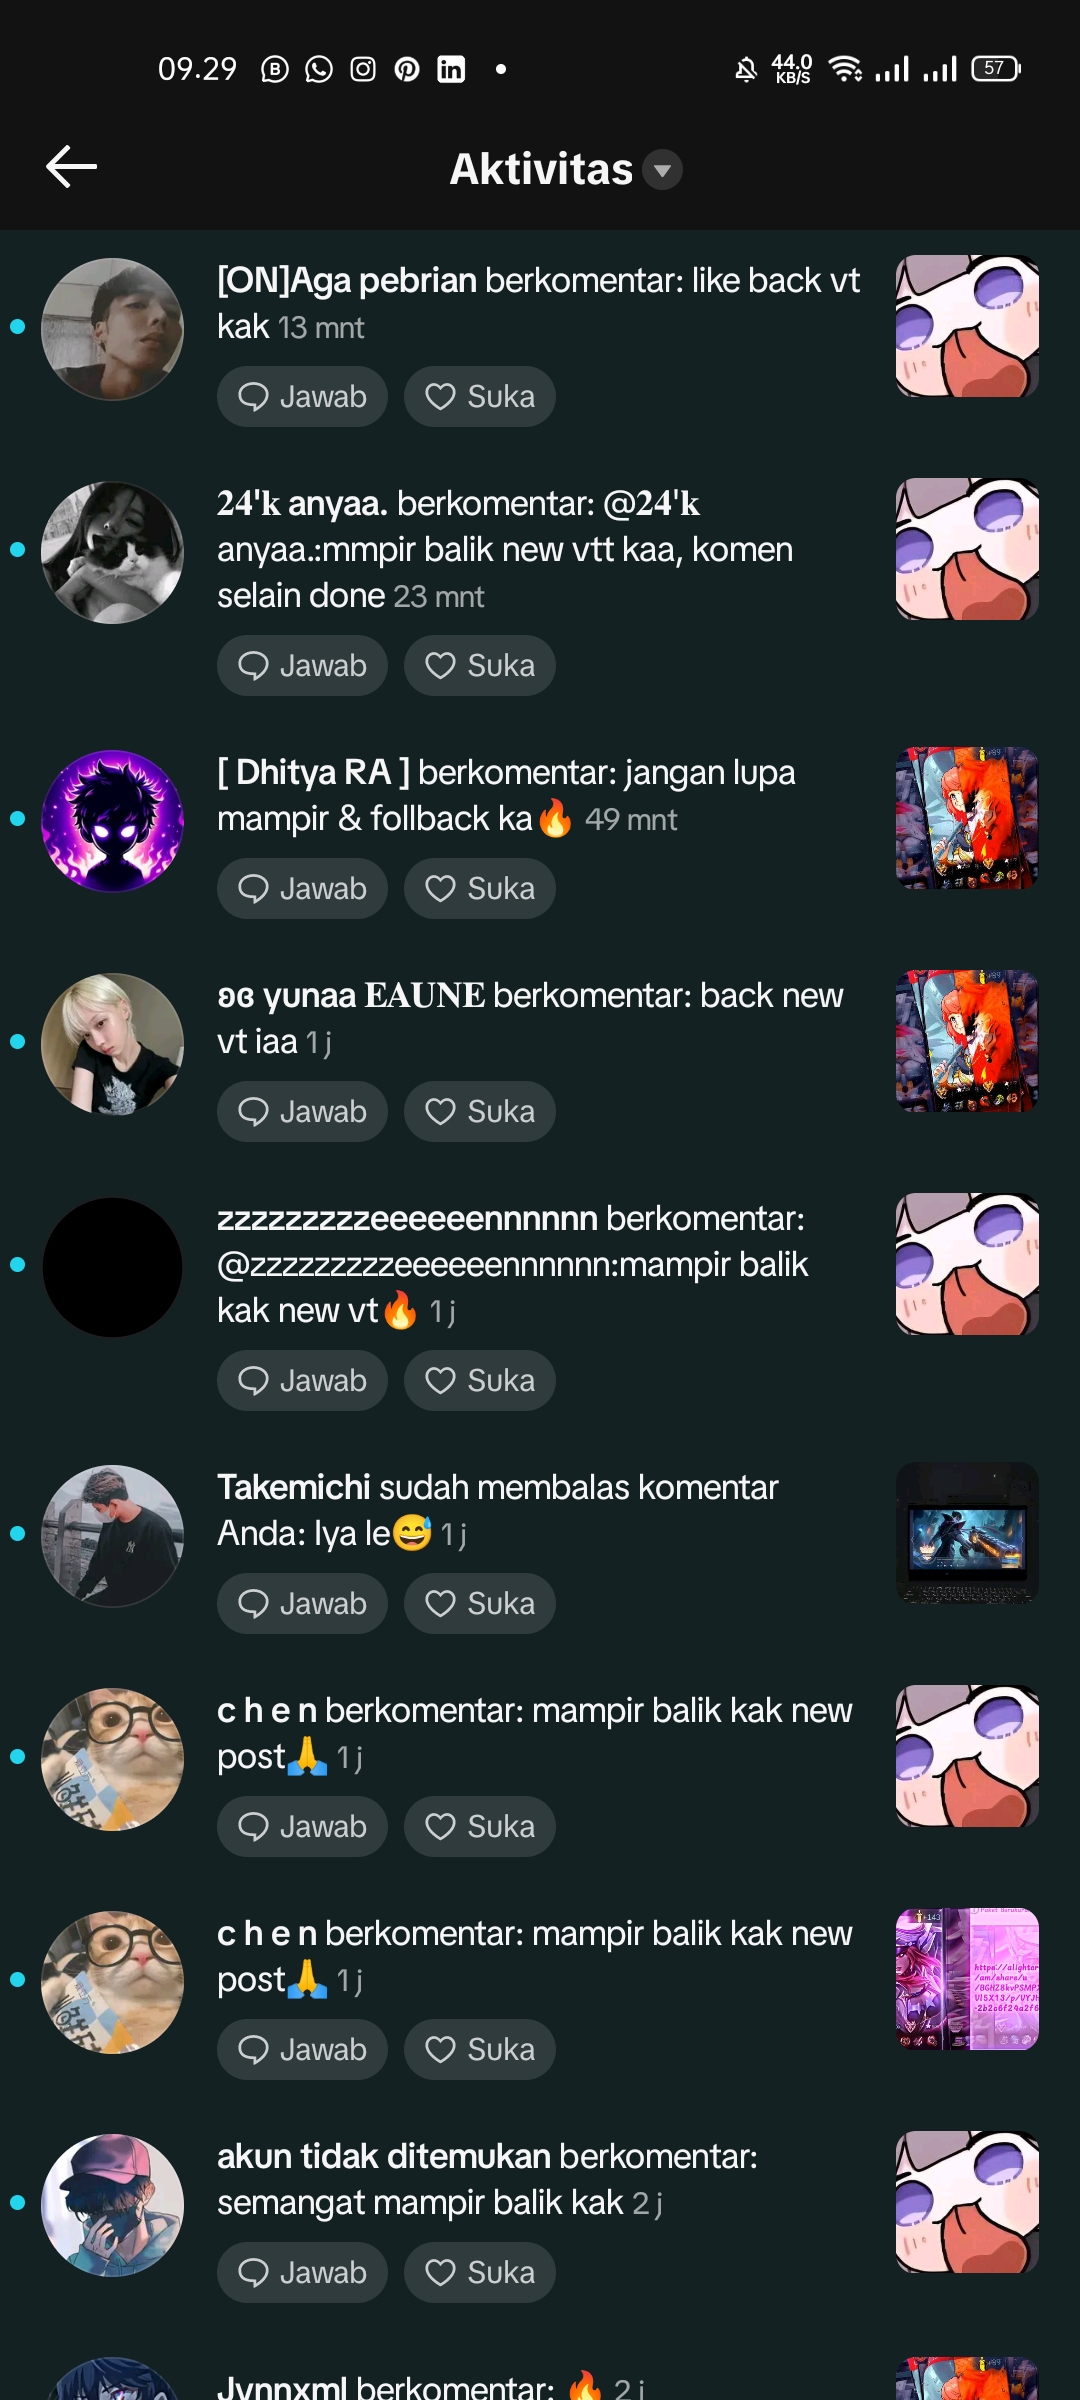 09.29
44.0
KB/S
57
Aktivitas
[ON]Aga pebrian berkomentar: like back vt
kak 13 mnt
Jawab Suka
24'k anyaa. berkomentar: @24'k
anyaa.:mmpir balik new vtt kaa, komen
selain done 23 mnt
Jawab Suka
[ Dhitya RA ] berkomentar: jangan lupa
mampir & follback ka🔥 49 mnt
Jawab Suka
ʚɞ yunaa EAUNE berkomentar: back new
vt iaa 1 j
Jawab Suka
zzzzzzzzzeeeeeennnnnn berkomentar:
@zzzzzzzzzeeeeeennnnnn:mampir balik
kak new vt🔥 1 j
Jawab Suka
Takemichi sudah membalas komentar
Anda: Iya le😅 1 j
Jawab Suka
c h e n berkomentar: mampir balik kak new
post🙏 1 j
Jawab Suka
c h e n berkomentar: mampir balik kak new
post🙏 1 j
Jawab Suka
akun tidak ditemukan berkomentar:
semangat mampir balik kak 2 j
Jawab Suka
Jvnnxml berkomentar: 🔥 2 j